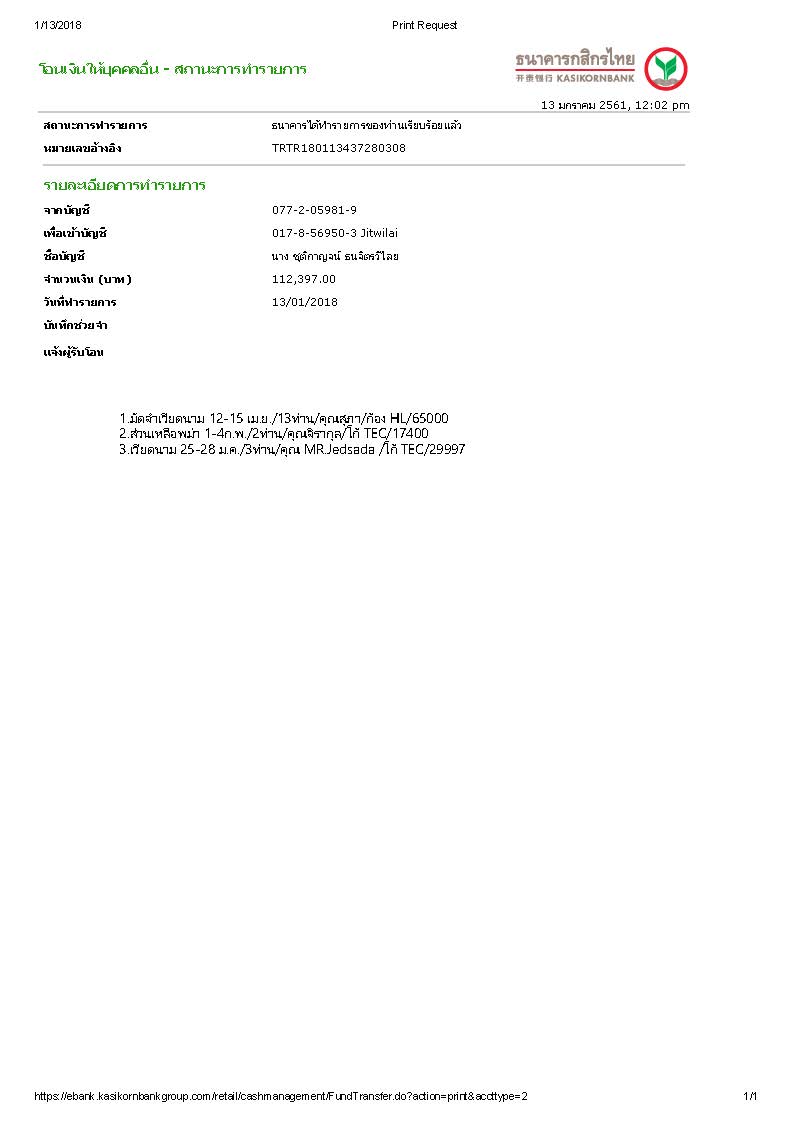 1/13/2018 Print Request
ธนาคารกสิกรไทย
开泰银行 KASIKORNBANK
โอนเงินให้บุคคลอื่น - สถานะการทำรายการ
13 มกราคม 2561, 12:02 pm
สถานะการทำรายการ ธนาคารได้ทำรายการของท่านเรียบร้อยแล้ว
หมายเลขอ้างอิง TRTR180113437280308
รายละเอียดการทำรายการ
จากบัญชี 077-2-05981-9
เพื่อเข้าบัญชี 017-8-56950-3 Jitwilai
ชื่อบัญชี นาง ชุติกาญจน์ ธนจิตรวิไลย
จำนวนเงิน (บาท) 112,397.00
วันที่ทำรายการ 13/01/2018
บันทึกช่วยจำ
แจ้งผู้รับโอน
1.มัดจำเวียดนาม 12-15 เม.ย./13ท่าน/คุณสุภา/ก้อง HL/65000
2.ส่วนเหลือพม่า 1-4ก.พ./2ท่าน/คุณจิรากุล/ไก้ TEC/17400
3.เวียดนาม 25-28 ม.ค./3ท่าน/คุณ MR.Jedsada /ไก้ TEC/29997
https://ebank.kasikornbankgroup.com/retail/cashmanagement/FundTransfer.do?action=print&accttype=2 1/1